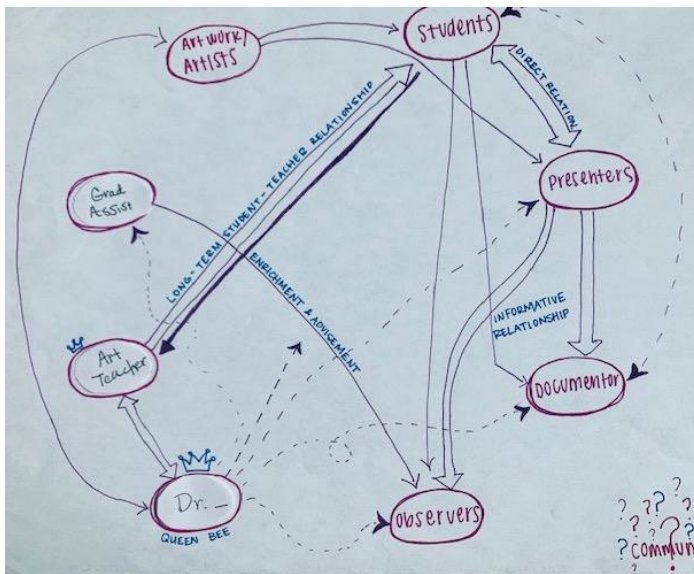 Artwork/
Artists
Students
DIRECT RELATION
Presenters
Grad
Assist
LONG-TERM STUDENT-TEACHER RELATIONSHIP
ENRICHMENT & ADVISEMENT
INFORMATIVE
RELATIONSHIP
Art
Teacher
Documentor
Dr. _
QUEEN BEE
Observers
? ? ? ?
? ? ?
? commun
?